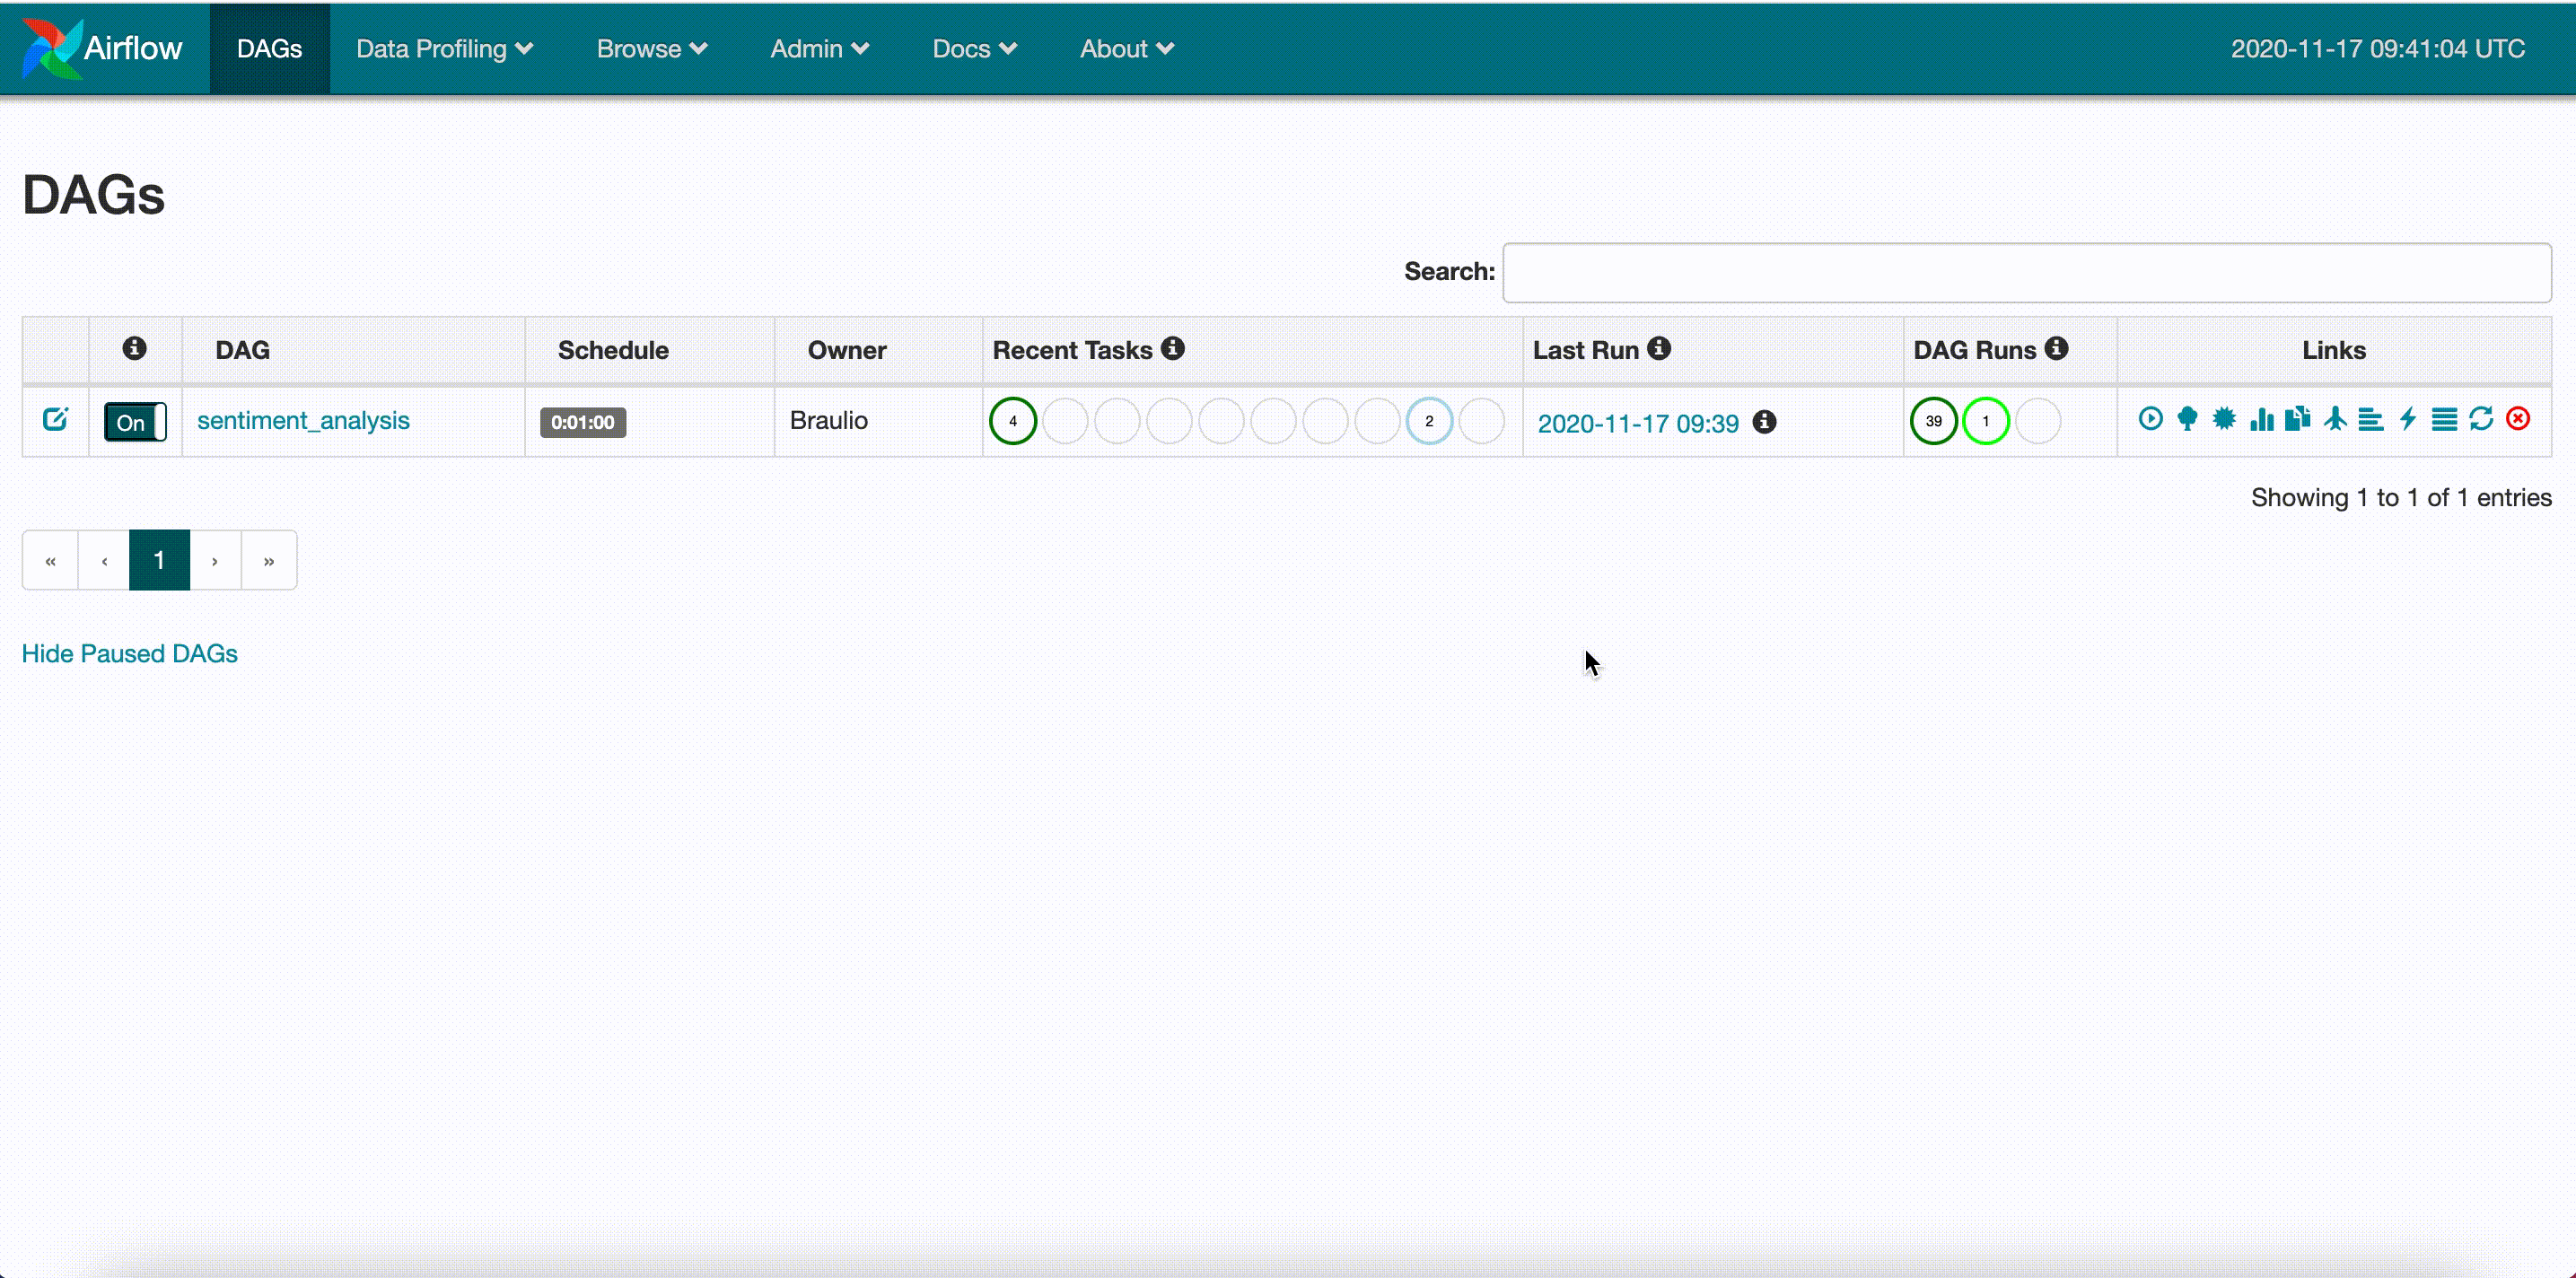 Airflow DAGs Data Profiling Browse Admin Docs About 2020-11-17 09:41:04 UTC
DAGs
Search:
DAG Schedule Owner Recent Tasks Last Run DAG Runs Links
On sentiment_analysis 0:01:00 Braulio 4 2 2020-11-17 09:39 39 1
Showing 1 to 1 of 1 entries
« ‹ 1 › »
Hide Paused DAGs